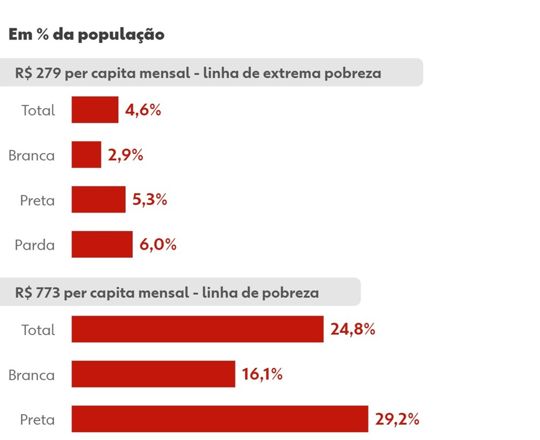 Em % da população
R$ 279 per capita mensal - linha de extrema pobreza
Total 4,6%
Branca 2,9%
Preta 5,3%
Parda 6,0%
R$ 773 per capita mensal - linha de pobreza
Total 24,8%
Branca 16,1%
Preta 29,2%